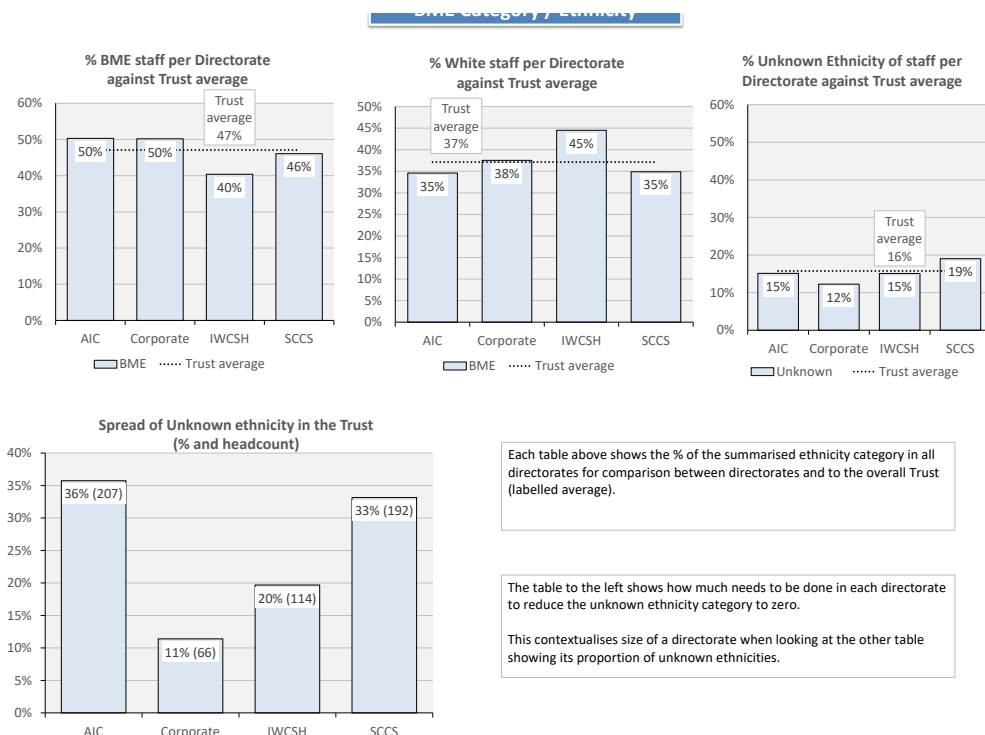 BME Category / Ethnicity
% BME staff per Directorate
against Trust average
60%
50%
40%
30%
20%
10%
0%
Trust
average
47%
50%
50%
40%
46%
AIC
Corporate
IWCSH
SCCS
BME
Trust average
% White staff per Directorate
against Trust average
50%
45%
40%
35%
30%
25%
20%
15%
10%
5%
0%
Trust
average
37%
35%
38%
45%
35%
AIC
Corporate
IWCSH
SCCS
BME
Trust average
% Unknown Ethnicity of staff per
Directorate against Trust average
60%
50%
40%
30%
20%
10%
0%
Trust
average
16%
15%
12%
15%
19%
AIC
Corporate
IWCSH
SCCS
Unknown
Trust average
Spread of Unknown ethnicity in the Trust
(% and headcount)
40%
35%
30%
25%
20%
15%
10%
5%
0%
36% (207)
11% (66)
20% (114)
33% (192)
AIC
Corporate
IWCSH
SCCS
Each table above shows the % of the summarised ethnicity category in all
directorates for comparison between directorates and to the overall Trust
(labelled average).
The table to the left shows how much needs to be done in each directorate
to reduce the unknown ethnicity category to zero.
This contextualises size of a directorate when looking at the other table
showing its proportion of unknown ethnicities.